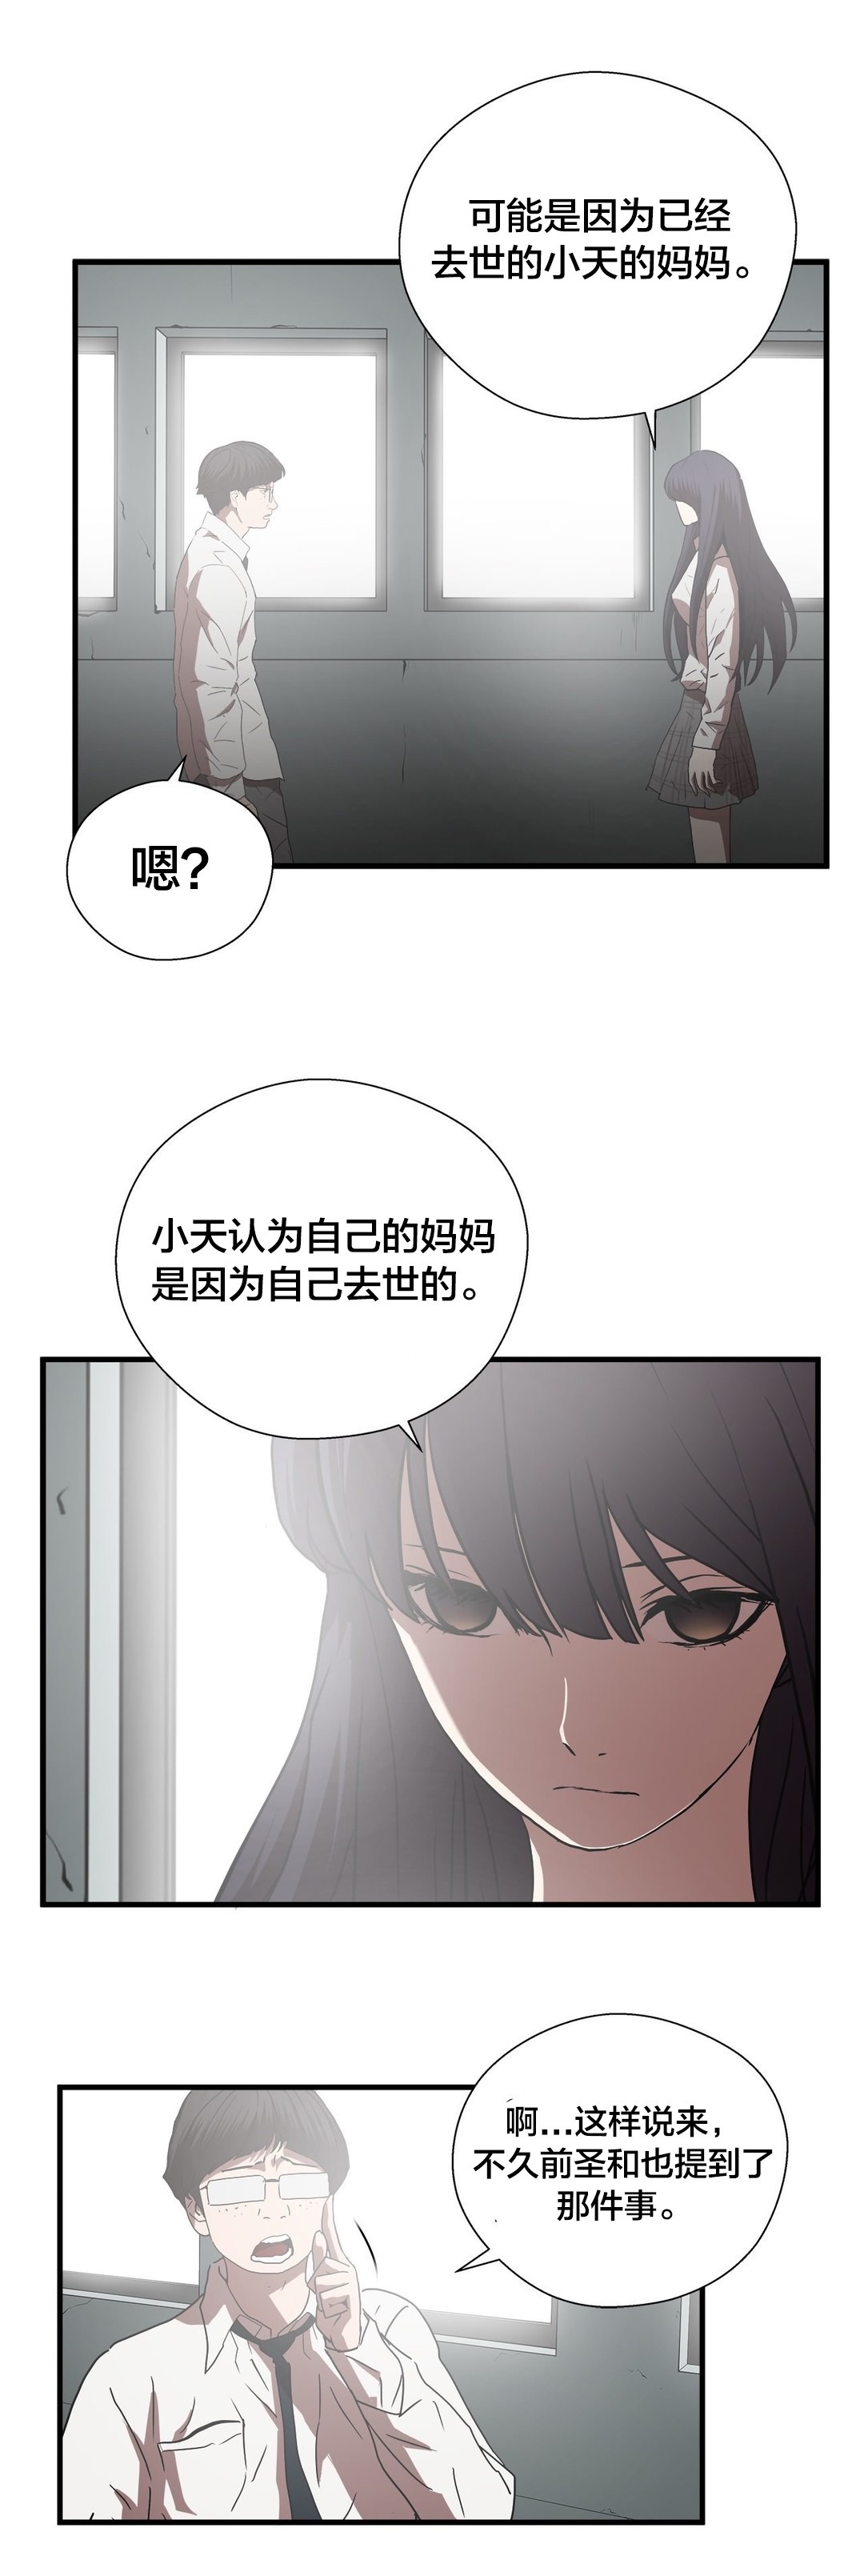 可能是因为已经
去世的小天的妈妈。
嗯?
小天认为自己的妈妈
是因为自己去世的。
啊...这样说来,
不久前圣和也提到了
那件事。